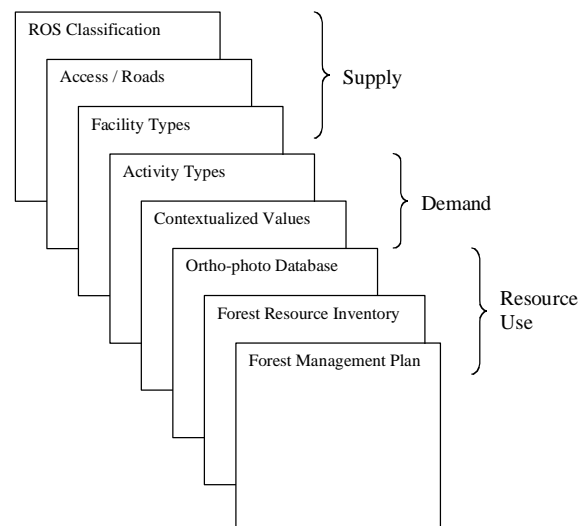 ROS Classification
Access / Roads
Supply
Facility Types
Activity Types
Demand
Contextualized Values
Ortho-photo Database
Resource
Use
Forest Resource Inventory
Forest Management Plan